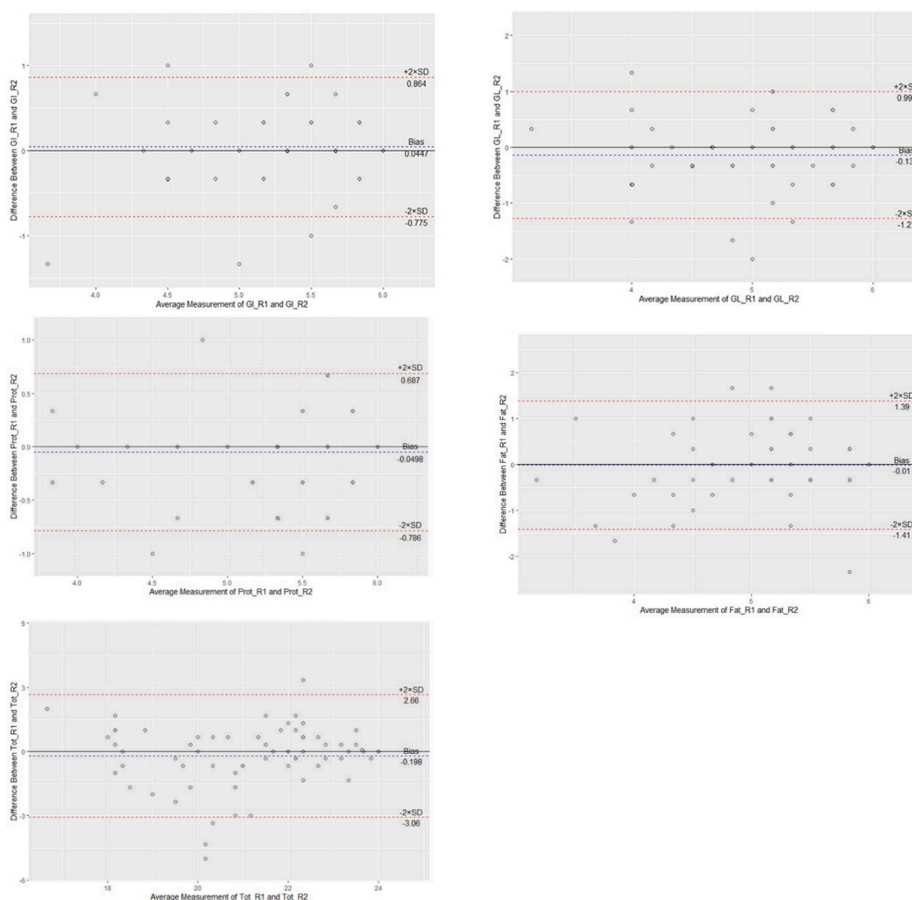 Difference Between GI_R1 and GI_R2
1
0
-1
+2×SD
0.864
Bias
0.0447
-2×SD
-0.775
4.0 4.5 5.0 5.5 6.0
Average Measurement of GI_R1 and GI_R2
Difference Between GL_R1 and GL_R2
2
1
0
-1
-2
+2×SD
0.99
Bias
-0.13
-2×SD
-1.2
4 5 6
Average Measurement of GL_R1 and GL_R2
Difference Between Prot_R1 and Prot_R2
1.0
0.5
0.0
-0.5
-1.0
+2×SD
0.687
Bias
-0.0498
-2×SD
-0.786
4.0 4.5 5.0 5.5 6.0
Average Measurement of Prot_R1 and Prot_R2
Difference Between Fat_R1 and Fat_R2
2
1
0
-1
-2
+2×SD
1.39
Bias
-0.01
-2×SD
-1.41
4 5 6
Average Measurement of Fat_R1 and Fat_R2
Difference Between Tot_R1 and Tot_R2
6
3
0
-3
-6
+2×SD
2.66
Bias
-0.198
-2×SD
-3.06
18 20 22 24
Average Measurement of Tot_R1 and Tot_R2